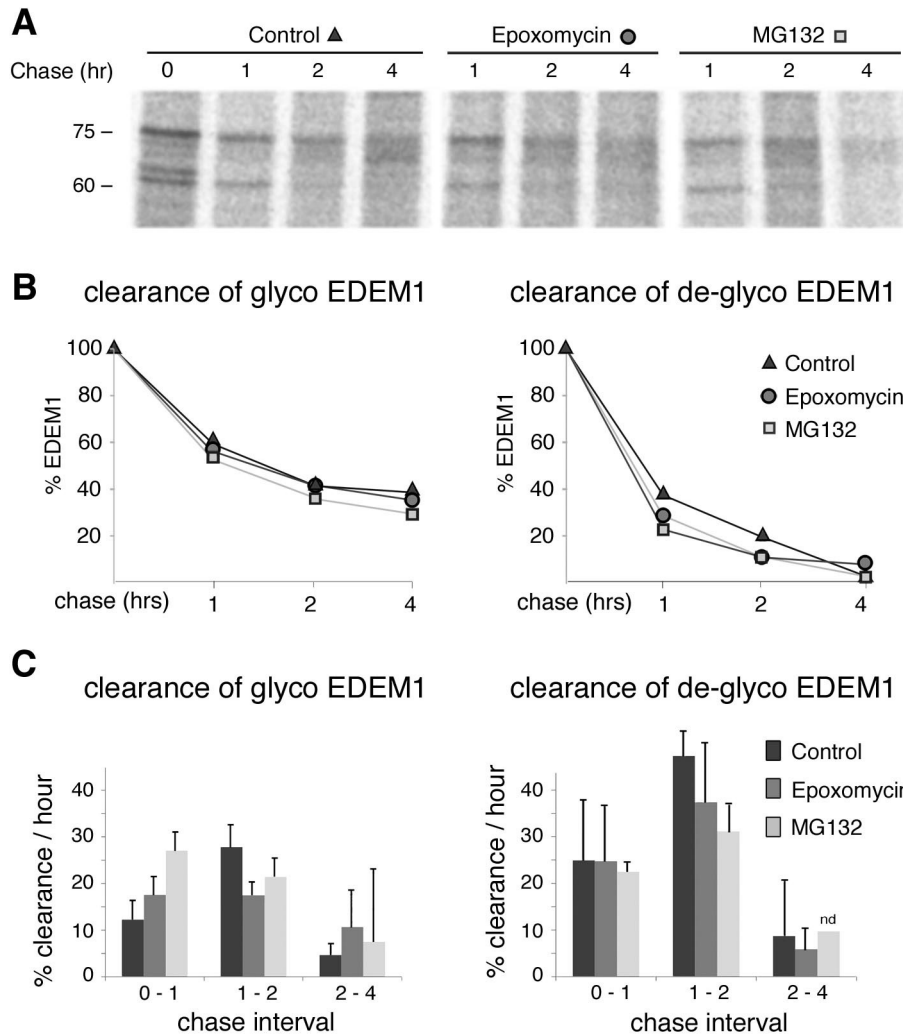 A
Control Epoxomycin MG132
Chase (hr) 0 1 2 4 1 2 4 1 2 4
75 –
60 –
B
clearance of glyco EDEM1
% EDEM1
100
80
60
40
20
chase (hrs) 1 2 4
clearance of de-glyco EDEM1
% EDEM1
100
80
60
40
20
chase (hrs) 1 2 4
Control
Epoxomycin
MG132
C
clearance of glyco EDEM1
% clearance / hour
40
30
20
10
0
0 - 1 1 - 2 2 - 4
chase interval
clearance of de-glyco EDEM1
% clearance / hour
40
30
20
10
0
nd
0 - 1 1 - 2 2 - 4
chase interval
Control
Epoxomycin
MG132